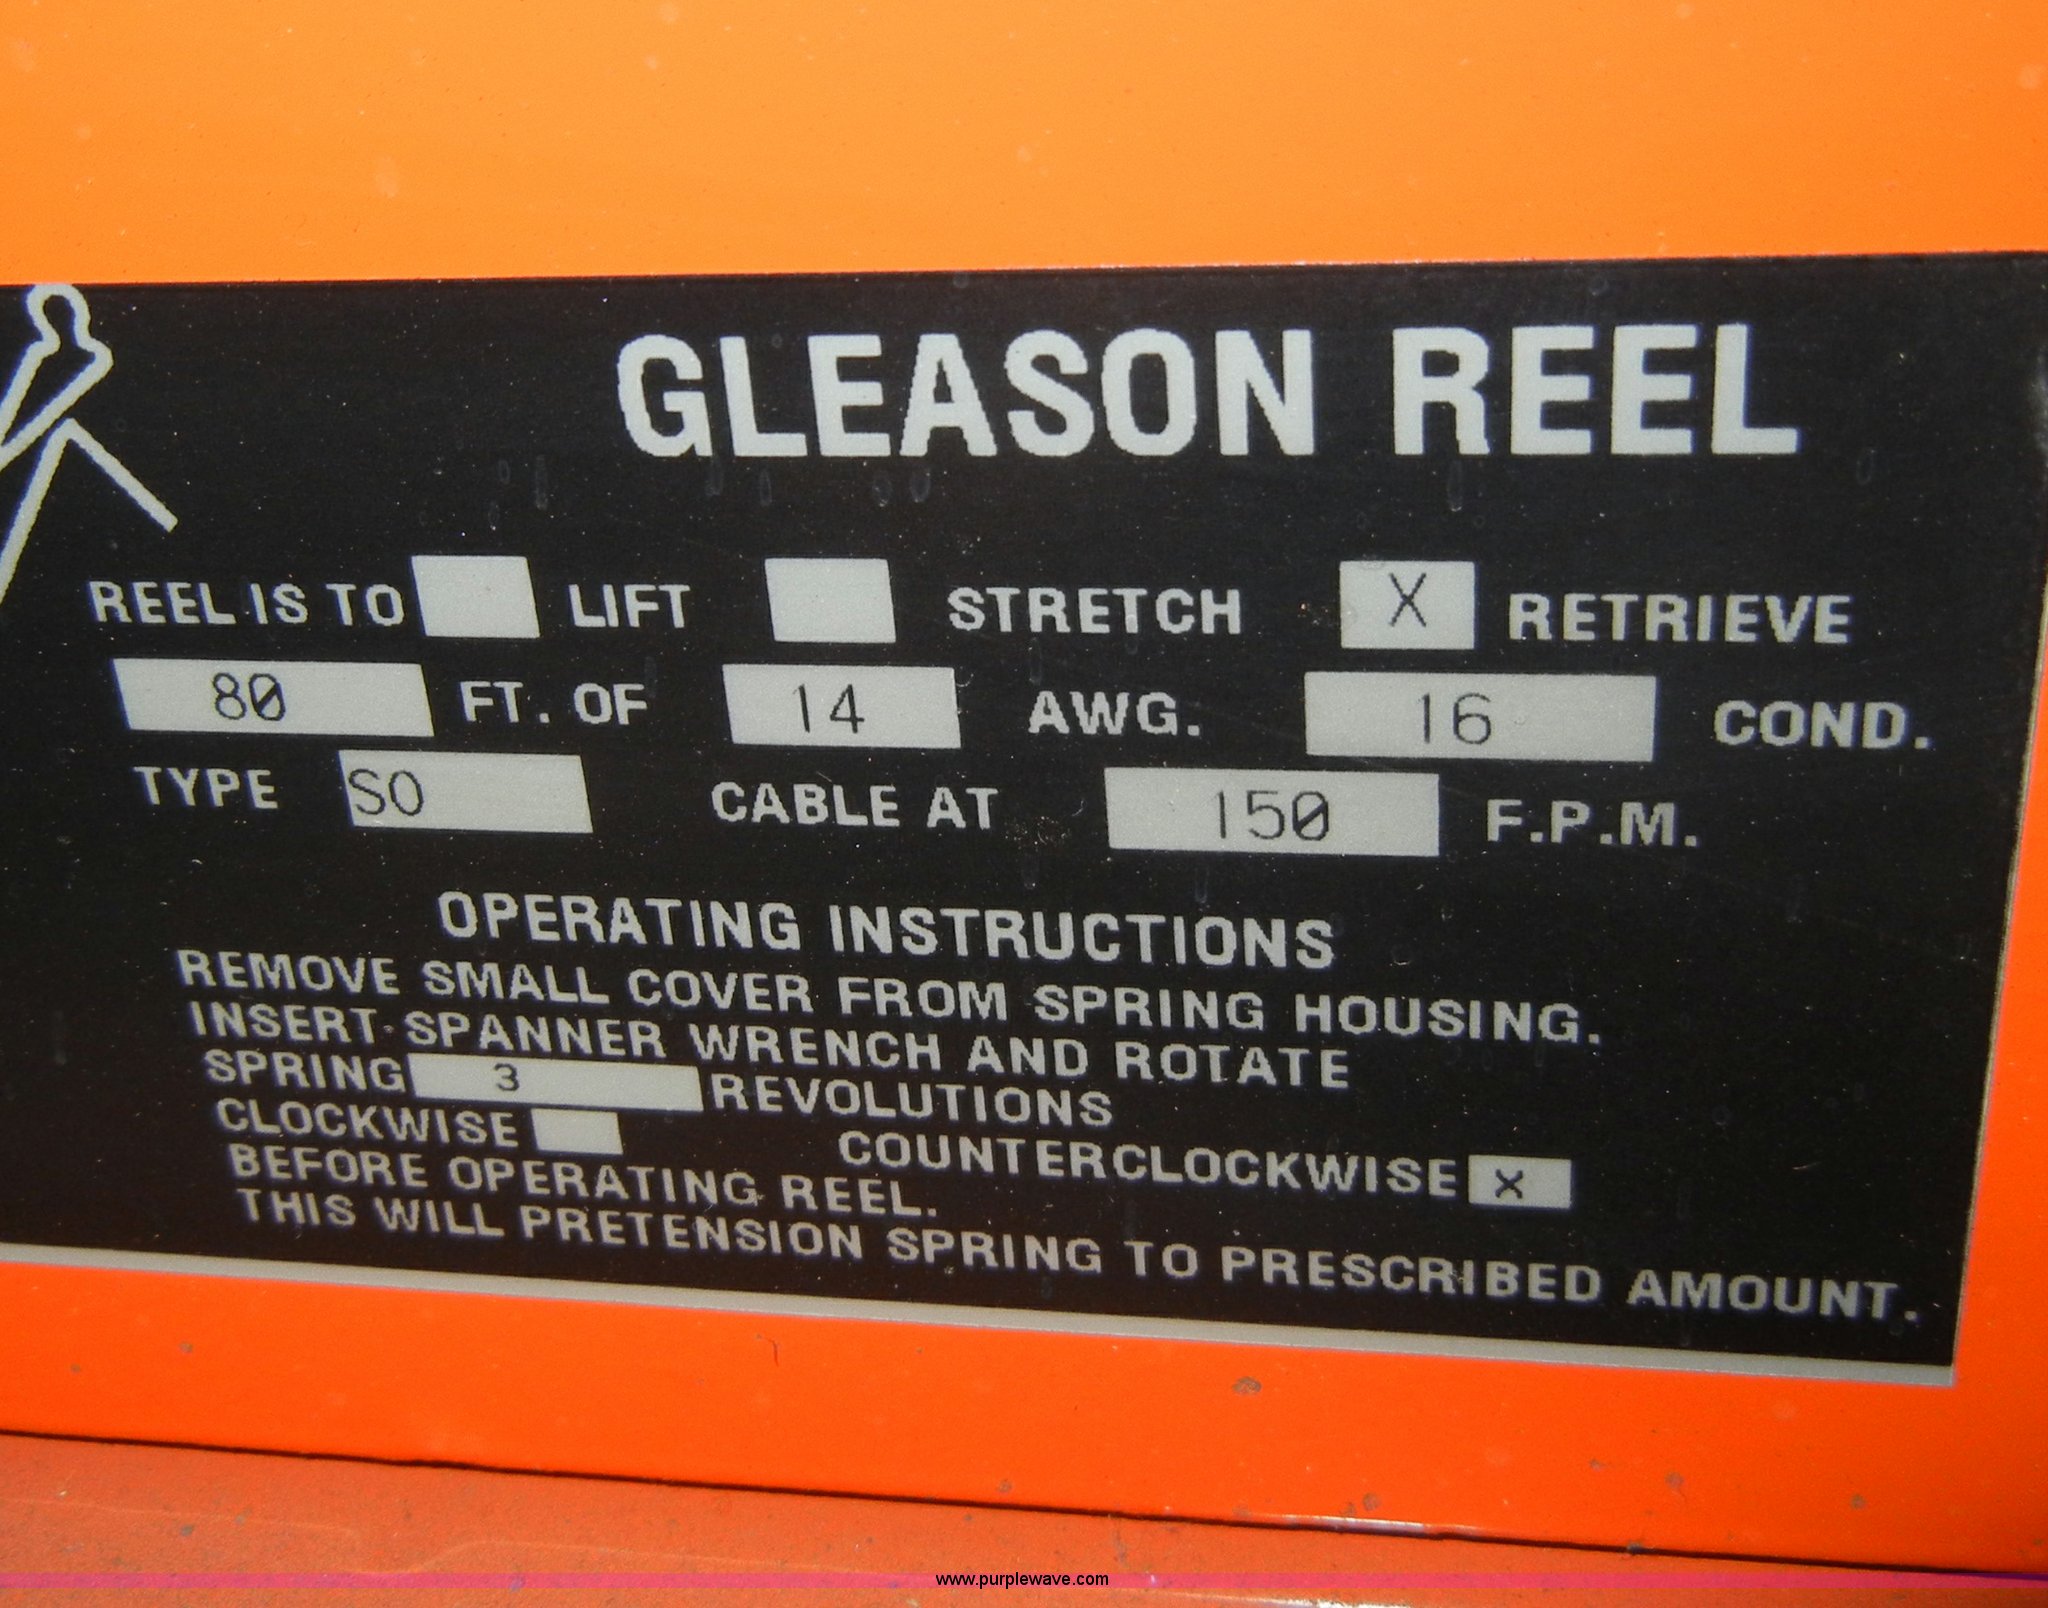 GLEASON REEL
REEL IS TO LIFT STRETCH X RETRIEVE
80 FT. OF 14 AWG. 16 COND.
TYPE SO CABLE AT 150 F.P.M.
OPERATING INSTRUCTIONS
REMOVE SMALL COVER FROM SPRING HOUSING.
INSERT SPANNER WRENCH AND ROTATE
SPRING 3 REVOLUTIONS
CLOCKWISE COUNTERCLOCKWISE X
BEFORE OPERATING REEL.
THIS WILL PRETENSION SPRING TO PRESCRIBED AMOUNT.
www.purplewave.com